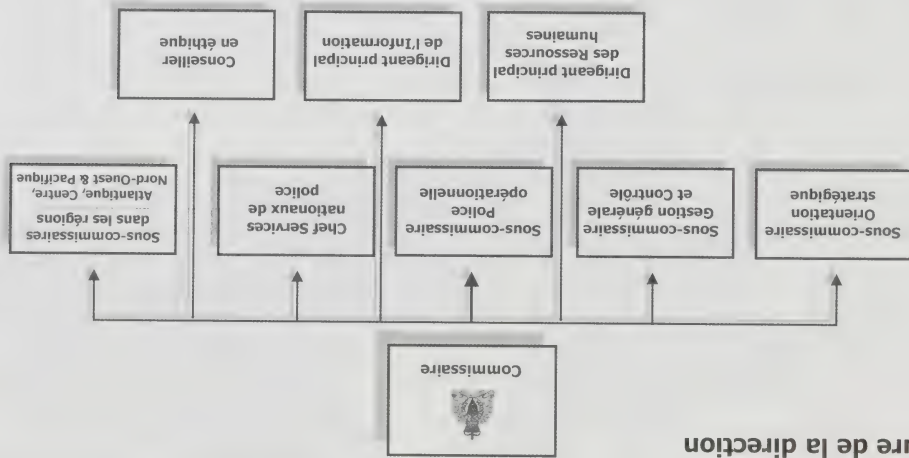 ure de la direction
Commissaire
Sous-commissaire
Orientation
stratégique
Sous-commissaire
Gestion générale
et Contrôle
Sous-commissaire
Police
opérationnelle
Chef Services
nationaux de
police
Sous-commissaires
dans les régions
Atlantique, Centre,
Nord-Ouest & Pacifique
Dirigeant principal
des Ressources
humaines
Dirigeant principal
de l'Information
Conseiller
en éthique